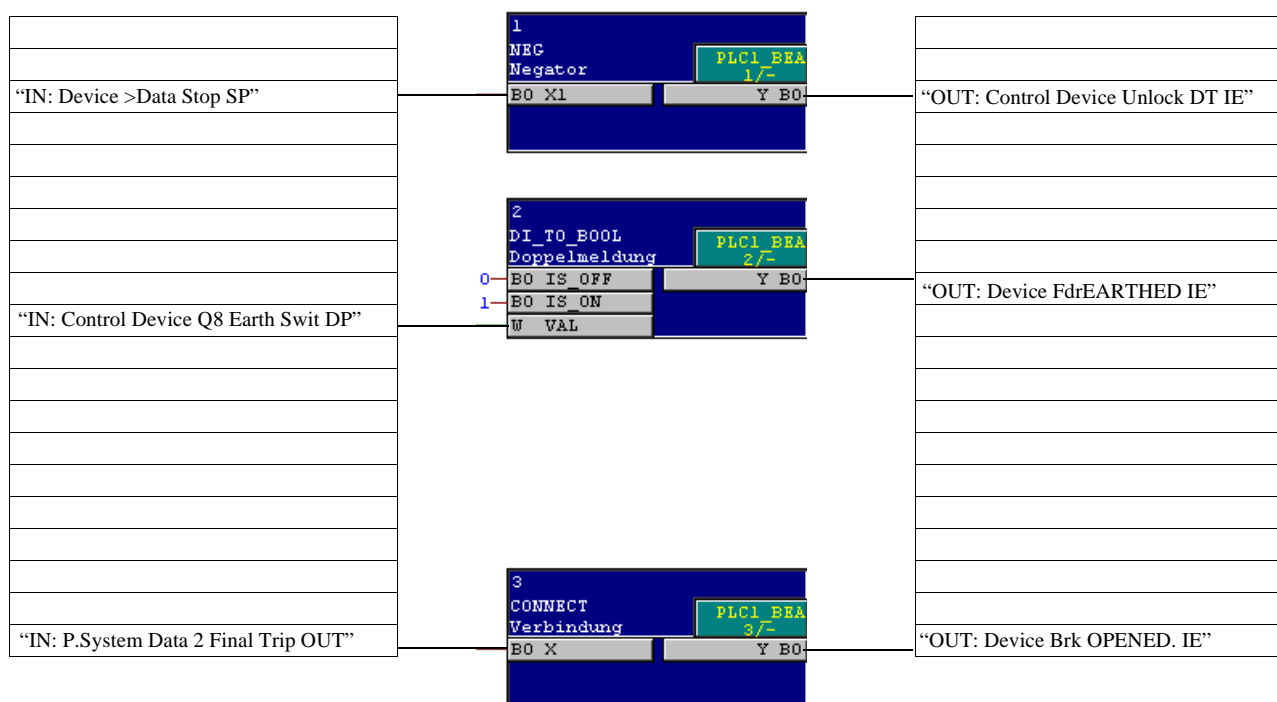 1
NEG
Negator
PLC1_BEA
1/-
“IN: Device >Data Stop SP”
BO X1
Y BO
“OUT: Control Device Unlock DT IE”
2
DI_TO_BOOL
Doppelmeldung
PLC1_BEA
2/-
0
BO IS_OFF
Y BO
“OUT: Device FdrEARTHED IE”
1
BO IS_ON
“IN: Control Device Q8 Earth Swit DP”
W VAL
3
CONNECT
Verbindung
PLC1_BEA
3/-
“IN: P.System Data 2 Final Trip OUT”
BO X
Y BO
“OUT: Device Brk OPENED. IE”